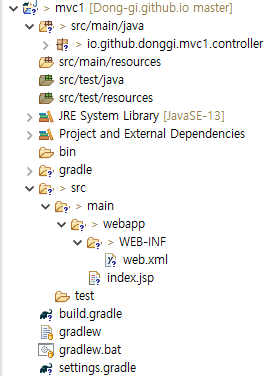 mvc1 [Dong-gi.github.io master]
> src/main/java
> io.github.donggi.mvc1.controller
src/main/resources
src/test/java
src/test/resources
JRE System Library [JavaSE-13]
Project and External Dependencies
bin
> gradle
> src
> main
> webapp
> WEB-INF
web.xml
index.jsp
test
build.gradle
gradlew
gradlew.bat
settings.gradle